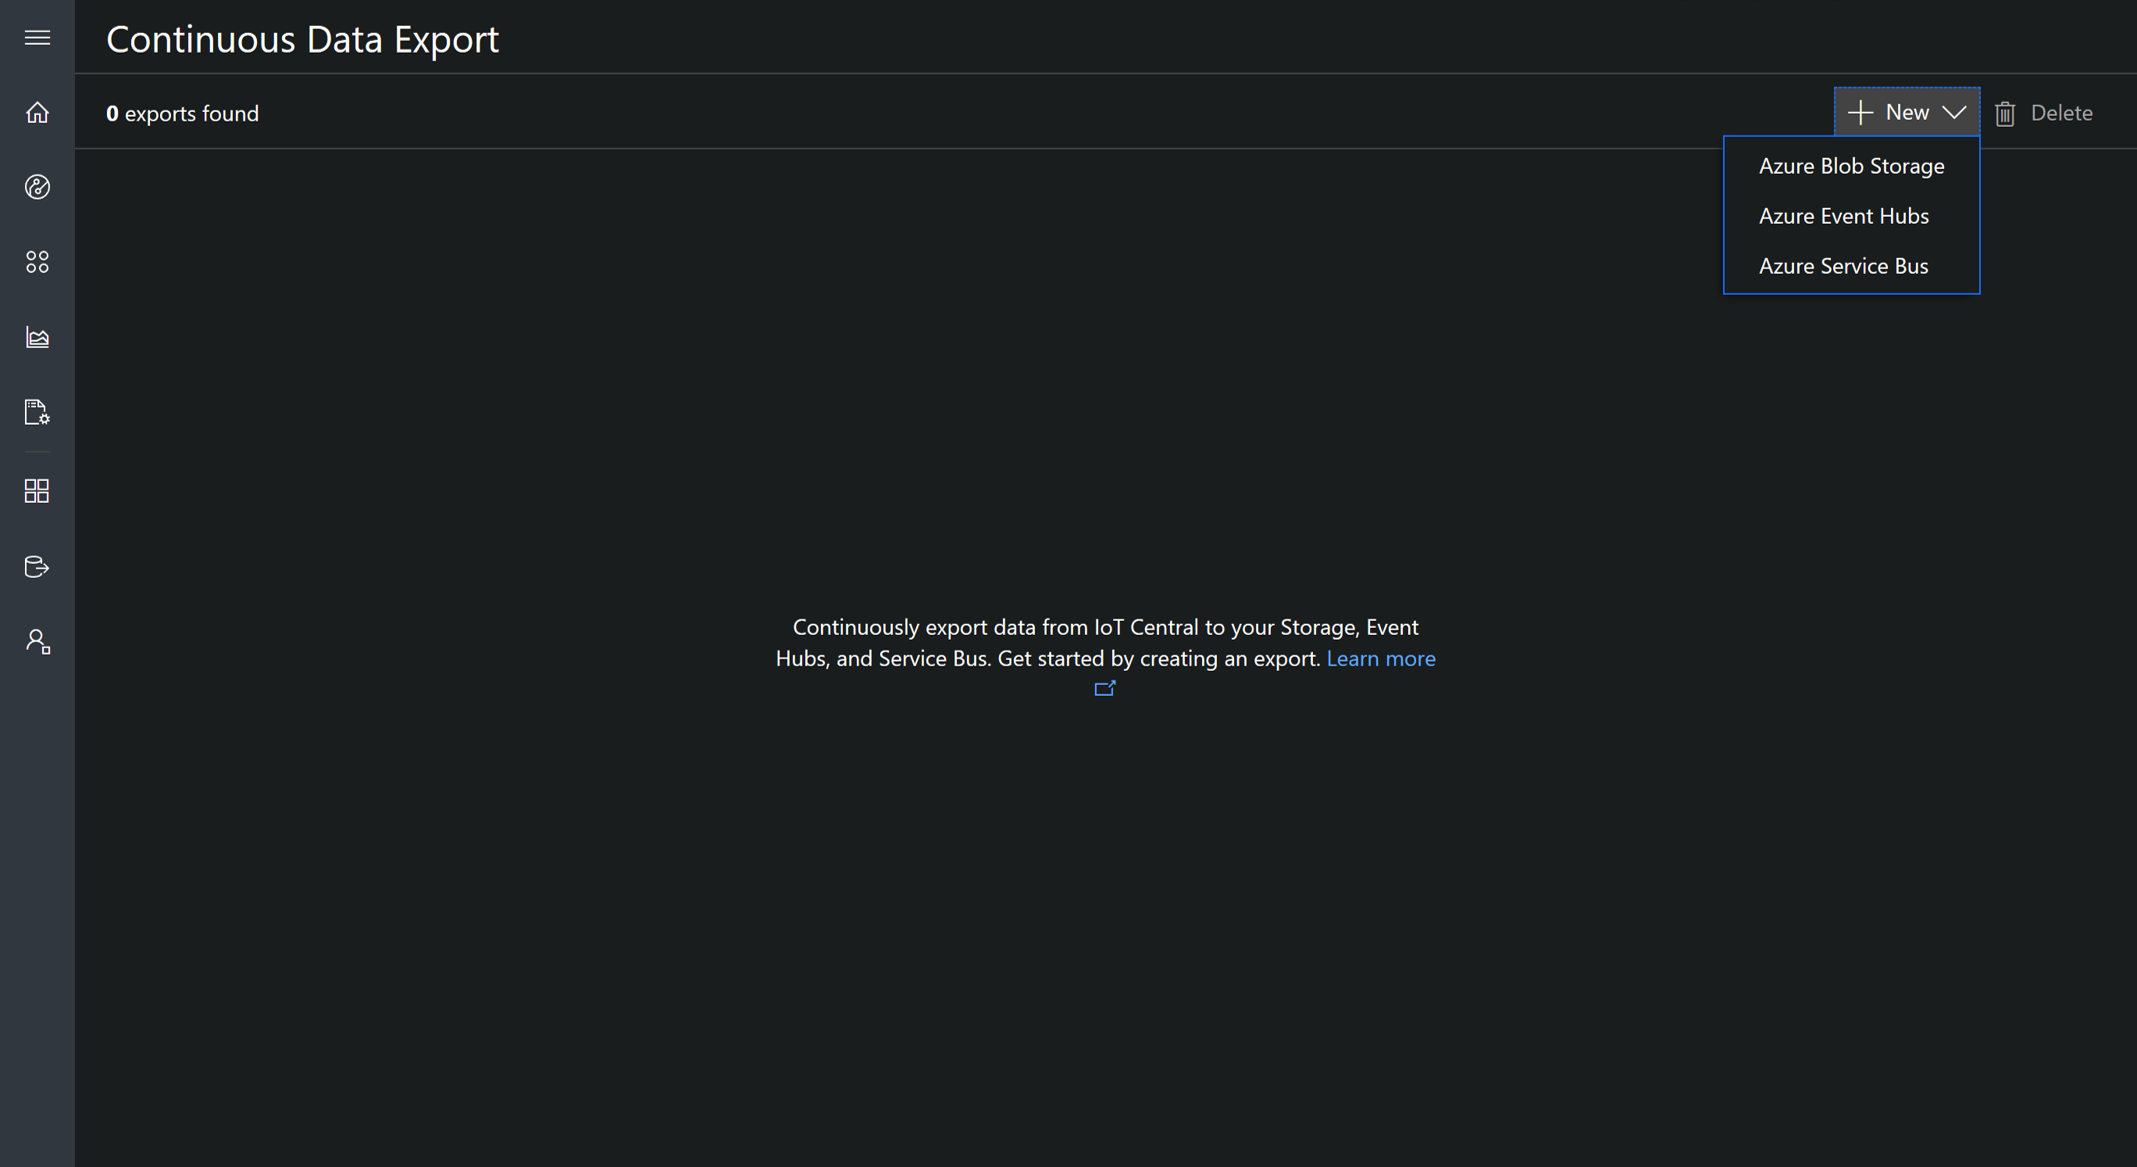 Continuous Data Export
0 exports found
New
Delete
Azure Blob Storage
Azure Event Hubs
Azure Service Bus
Continuously export data from IoT Central to your Storage, Event
Hubs, and Service Bus. Get started by creating an export. Learn more